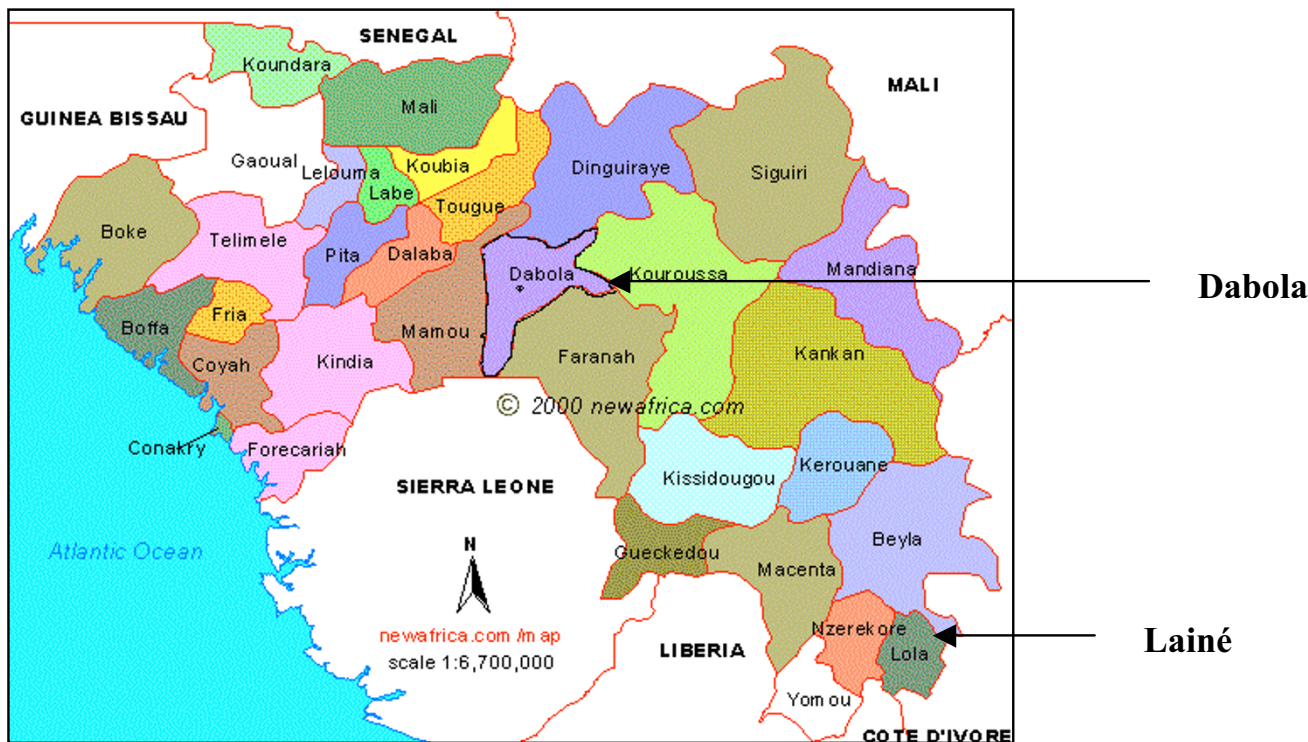 SENEGAL
Koundara
MALI
Mali
GUINEA BISSAU
Gaoual
Koubia
Dinguiraye
Siguiri
Lelouma
Labe
Tougue
Boke
Telimele
Pita
Dalaba
Dabola
Kouroussa
Mandiana
Dabola
Fria
Boffa
Mamou
Coyah
Kindia
Faranah
Kankan
© 2000 newafrica.com
Conakry
Forecariah
Kissidougou
Kerouane
SIERRA LEONE
Atlantic Ocean
N
Gueckedou
Beyla
Macenta
newafrica.com /map
scale 1:6,700,000
LIBERIA
Nzerekore
Lola
Lainé
Yomou
COTE D'IVORE